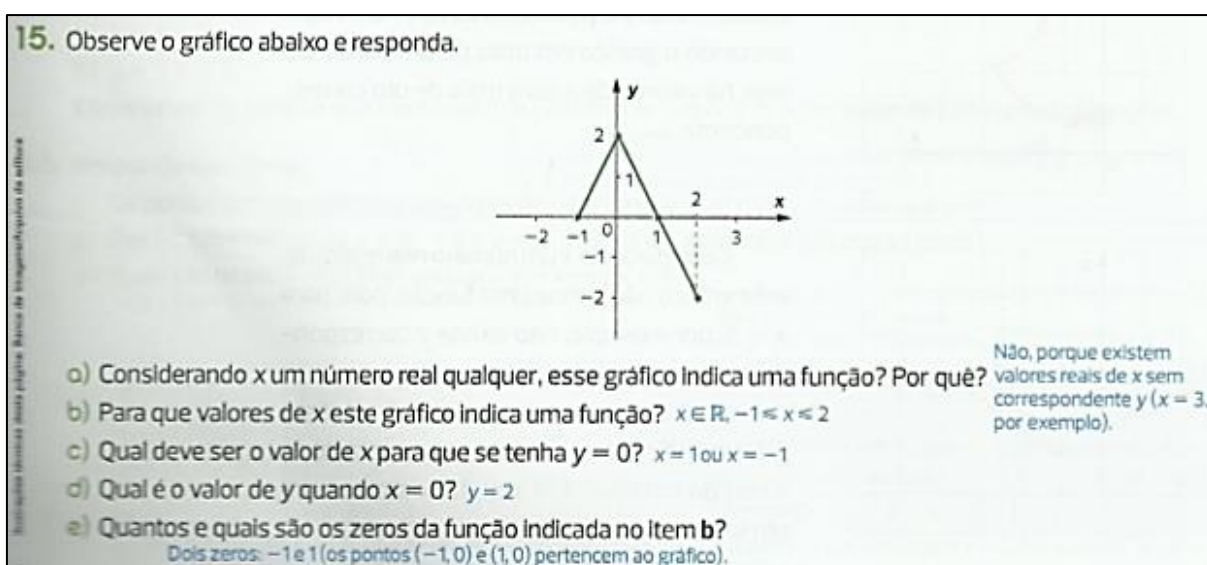 15. Observe o gráfico abaixo e responda.
y
2
1
2
x
-2
-1
0
1
3
-1
-2
a) Considerando x um número real qualquer, esse gráfico indica uma função? Por quê?
Não, porque existem
valores reais de x sem
correspondente y (x = 3,
por exemplo).
b) Para que valores de x este gráfico indica uma função? x ∈ ℝ, -1 ⩽ x ⩽ 2
c) Qual deve ser o valor de x para que se tenha y = 0? x = 1 ou x = -1
d) Qual é o valor de y quando x = 0? y = 2
e) Quantos e quais são os zeros da função indicada no item b?
Dois zeros: -1 e 1 (os pontos (-1, 0) e (1, 0) pertencem ao gráfico).